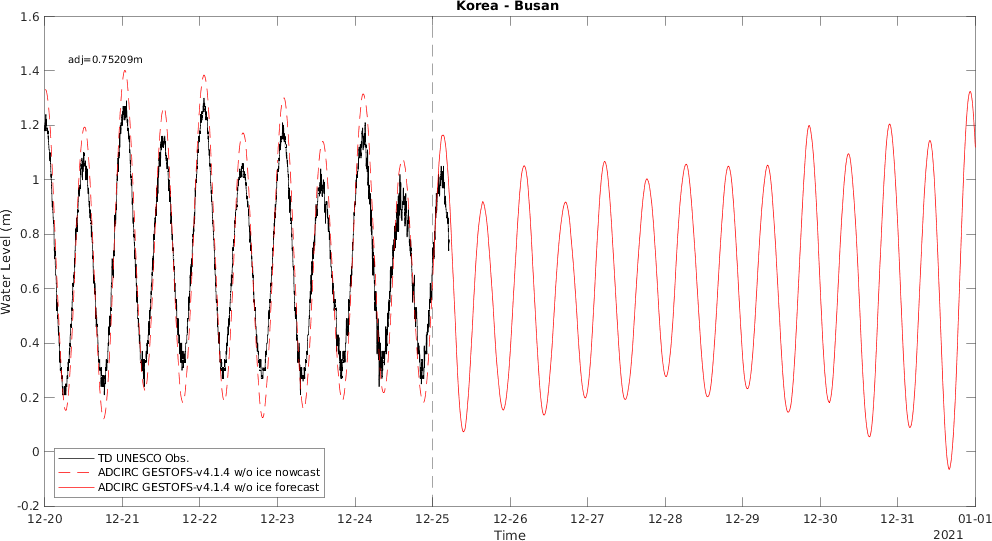 Korea - Busan
adj=0.75209m
Water Level (m)
1.6
1.4
1.2
1
0.8
0.6
0.4
0.2
0
-0.2
TD UNESCO Obs.
ADCIRC GESTOFS-v4.1.4 w/o ice nowcast
ADCIRC GESTOFS-v4.1.4 w/o ice forecast
12-20 12-21 12-22 12-23 12-24 12-25 12-26 12-27 12-28 12-29 12-30 12-31 01-01
Time
2021